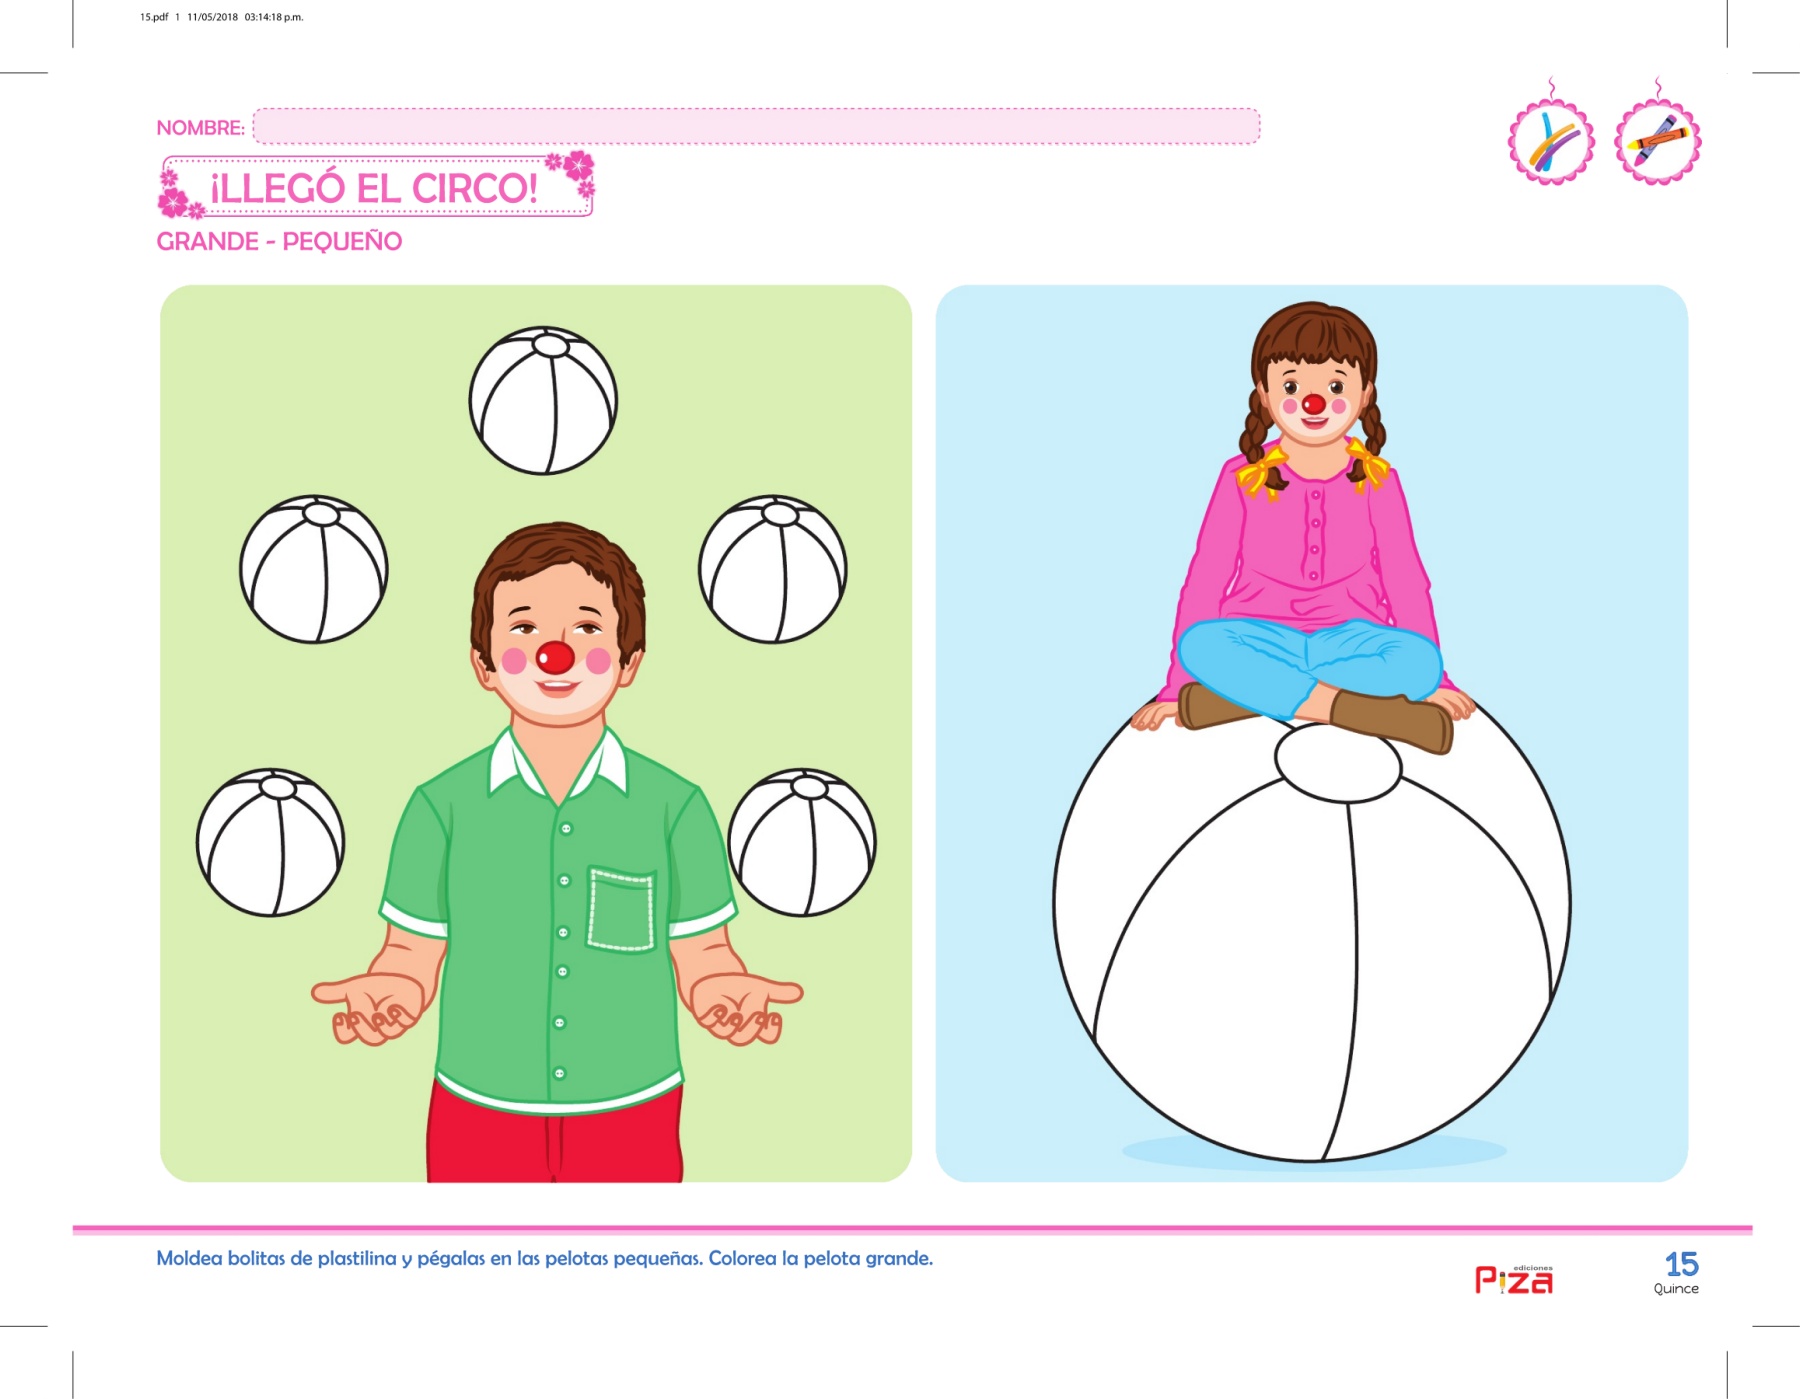 15.pdf 1 11/05/2018 03:14:18 p.m.
NOMBRE:
¡LLEGÓ EL CIRCO!
GRANDE - PEQUEÑO
Moldea bolitas de plastilina y pégalas en las pelotas pequeñas. Colorea la pelota grande.
ediciones
Piza
15
Quince